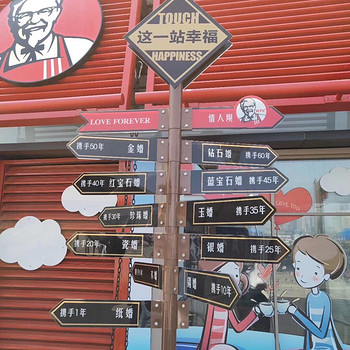 TOUCH
这一站幸福
HAPPINESS
LOVE FOREVER
情人坝
KFC
携手50年 金婚
钻石婚 携手60年
携手40年 红宝石婚
蓝宝石婚 携手45年
携手30年 珍珠婚
玉婚 携手35年
携手20年 瓷婚
银婚 携手25年
携手10年
携手1年 纸婚